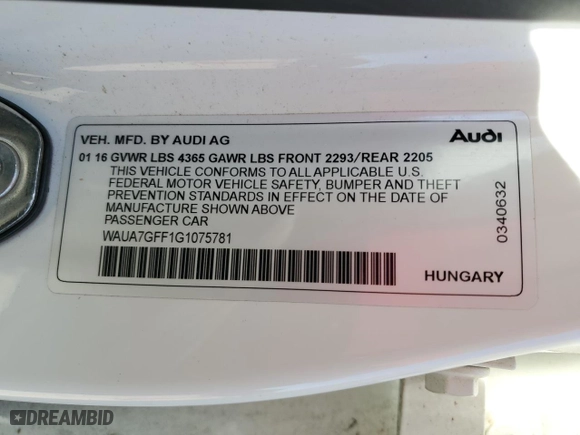 VEH. MFD. BY AUDI AG
Audi
01 16 GVWR LBS 4365 GAWR LBS FRONT 2293/REAR 2205
THIS VEHICLE CONFORMS TO ALL APPLICABLE U.S.
FEDERAL MOTOR VEHICLE SAFETY, BUMPER AND THEFT
PREVENTION STANDARDS IN EFFECT ON THE DATE OF
MANUFACTURE SHOWN ABOVE
PASSENGER CAR
WAUA7GFF1G1075781
0340632
HUNGARY
DREAMBID